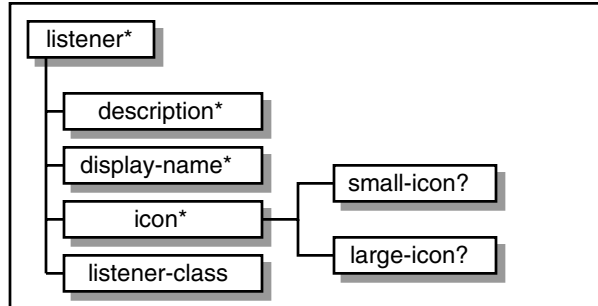 listener*
description*
display-name*
small-icon?
icon*
large-icon?
listener-class